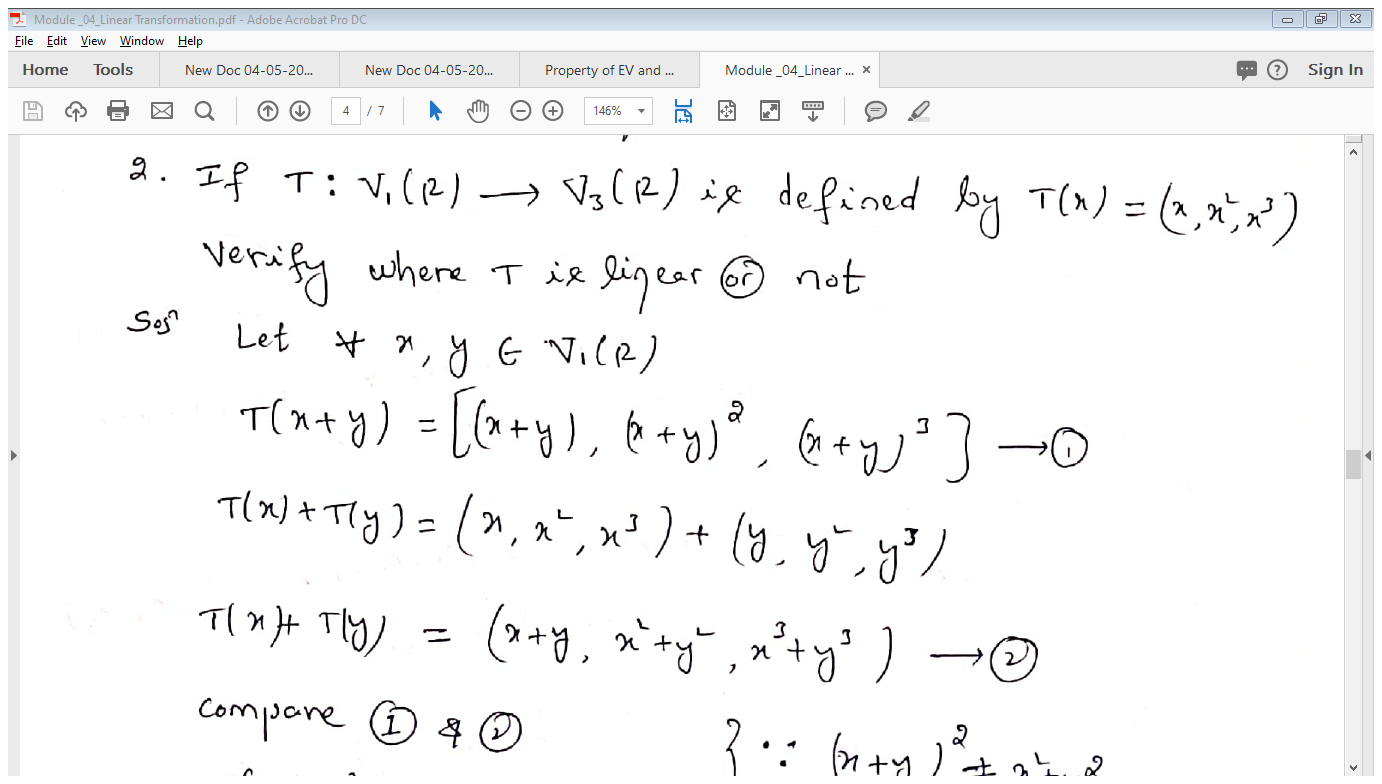 Module _04_Linear Transformation.pdf - Adobe Acrobat Pro DC
File Edit View Window Help
Home Tools New Doc 04-05-20... New Doc 04-05-20... Property of EV and ... Module _04_Linear ... × Sign In
4 / 7 146%
2. If T : V₁(R) ⟶ V₃(R) is defined by T(x) = (x, x², x³)
Verify where T is linear (or) not
Solⁿ Let ∀ x, y ∈ V₁(R)
T(x+y) = [(x+y), (x+y)², (x+y)³] ⟶ ①
T(x) + T(y) = (x, x², x³) + (y, y², y³)
T(x) + T(y) = (x+y, x²+y², x³+y³) ⟶ ②
compare ① & ②
} ∵ (x+y)² ≠ x²+y²